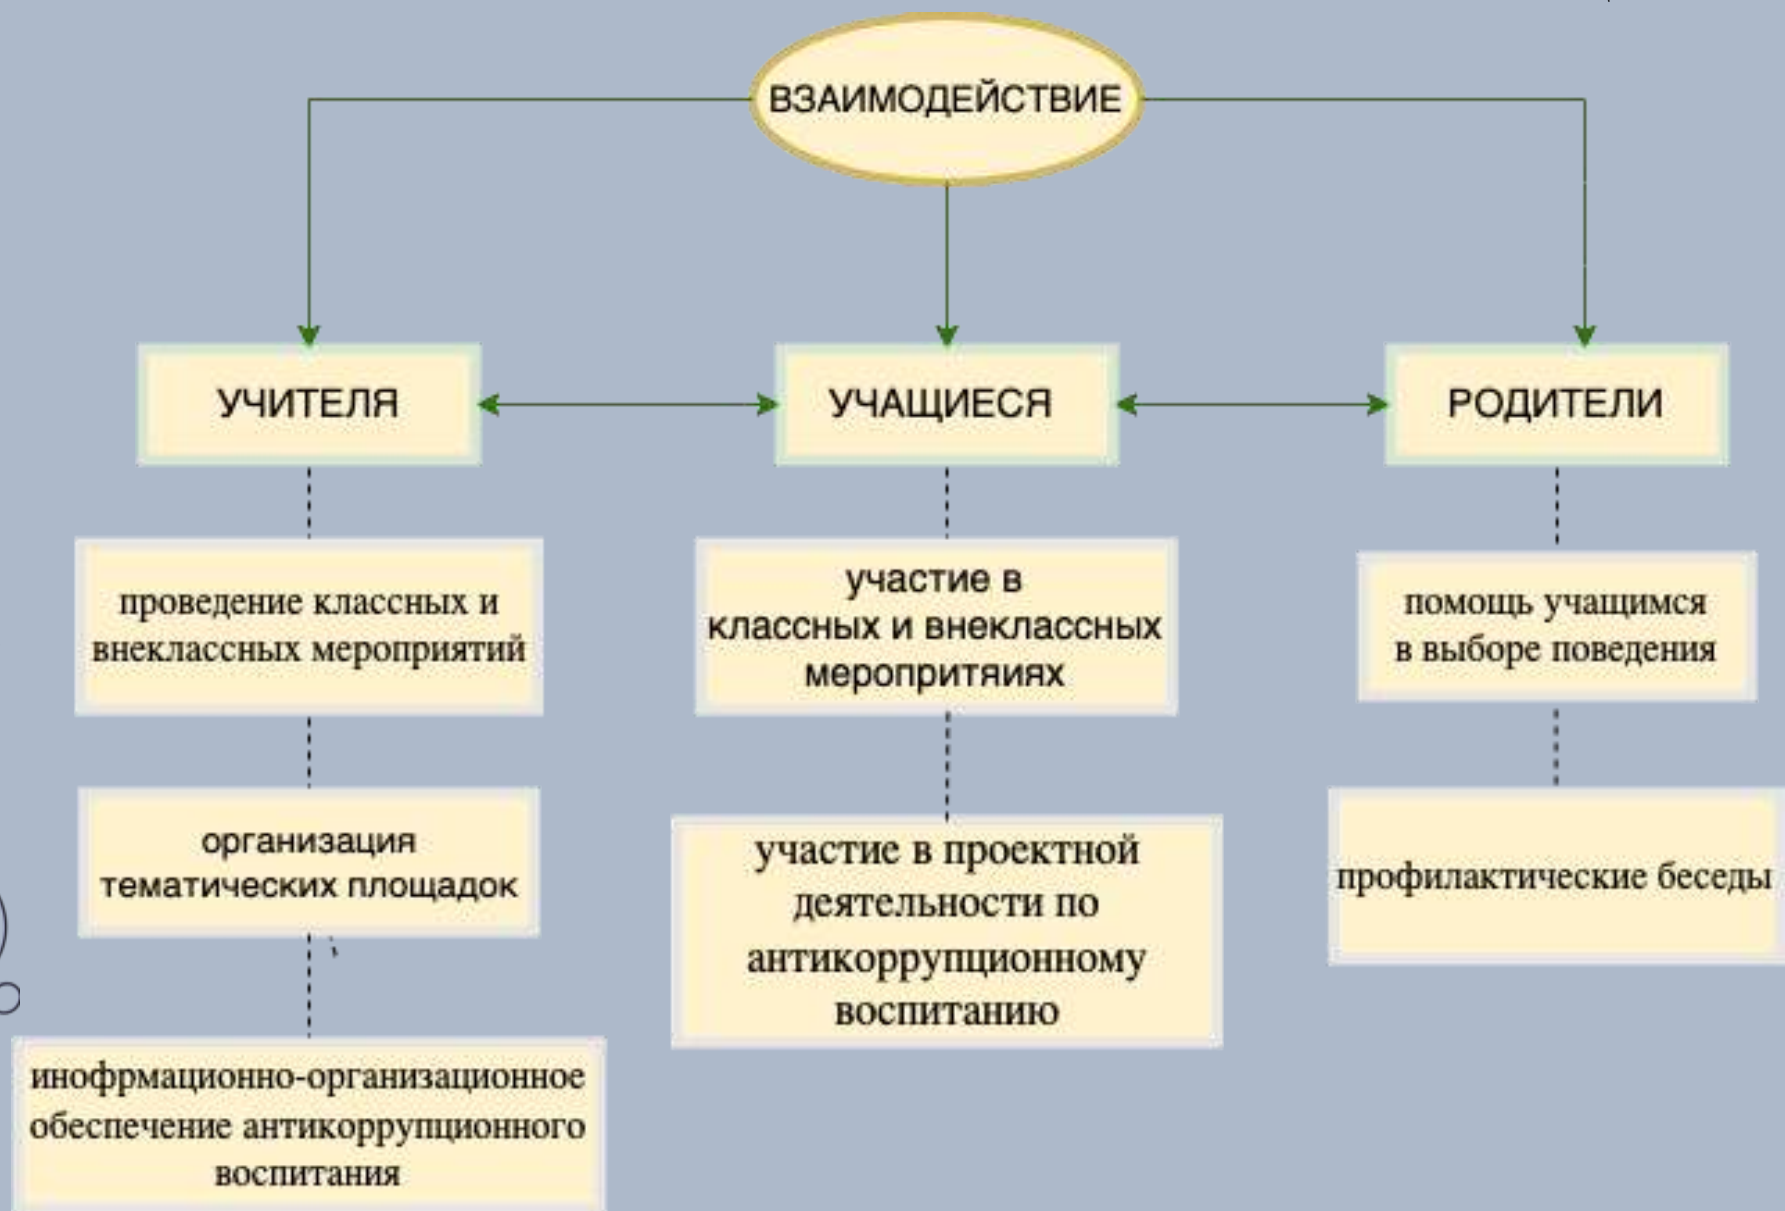 ВЗАИМОДЕЙСТВИЕ
УЧИТЕЛЯ
УЧАЩИЕСЯ
РОДИТЕЛИ
проведение классных и
внеклассных мероприятий
участие в
классных и внеклассных
меропритяиях
помощь учащимся
в выборе поведения
организация
тематических площадок
участие в проектной
деятельности по
антикоррупционному
воспитанию
профилактические беседы
инофрмационно-организационное
обеспечение антикоррупционного
воспитания